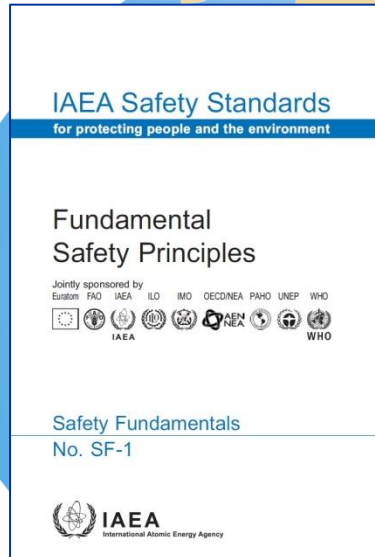 IAEA Safety Standards
for protecting people and the environment
Fundamental
Safety Principles
Jointly sponsored by
Euratom FAO IAEA ILO IMO OECD/NEA PAHO UNEP WHO
IAEA AEN NEA WHO
Safety Fundamentals
No. SF-1
IAEA
International Atomic Energy Agency